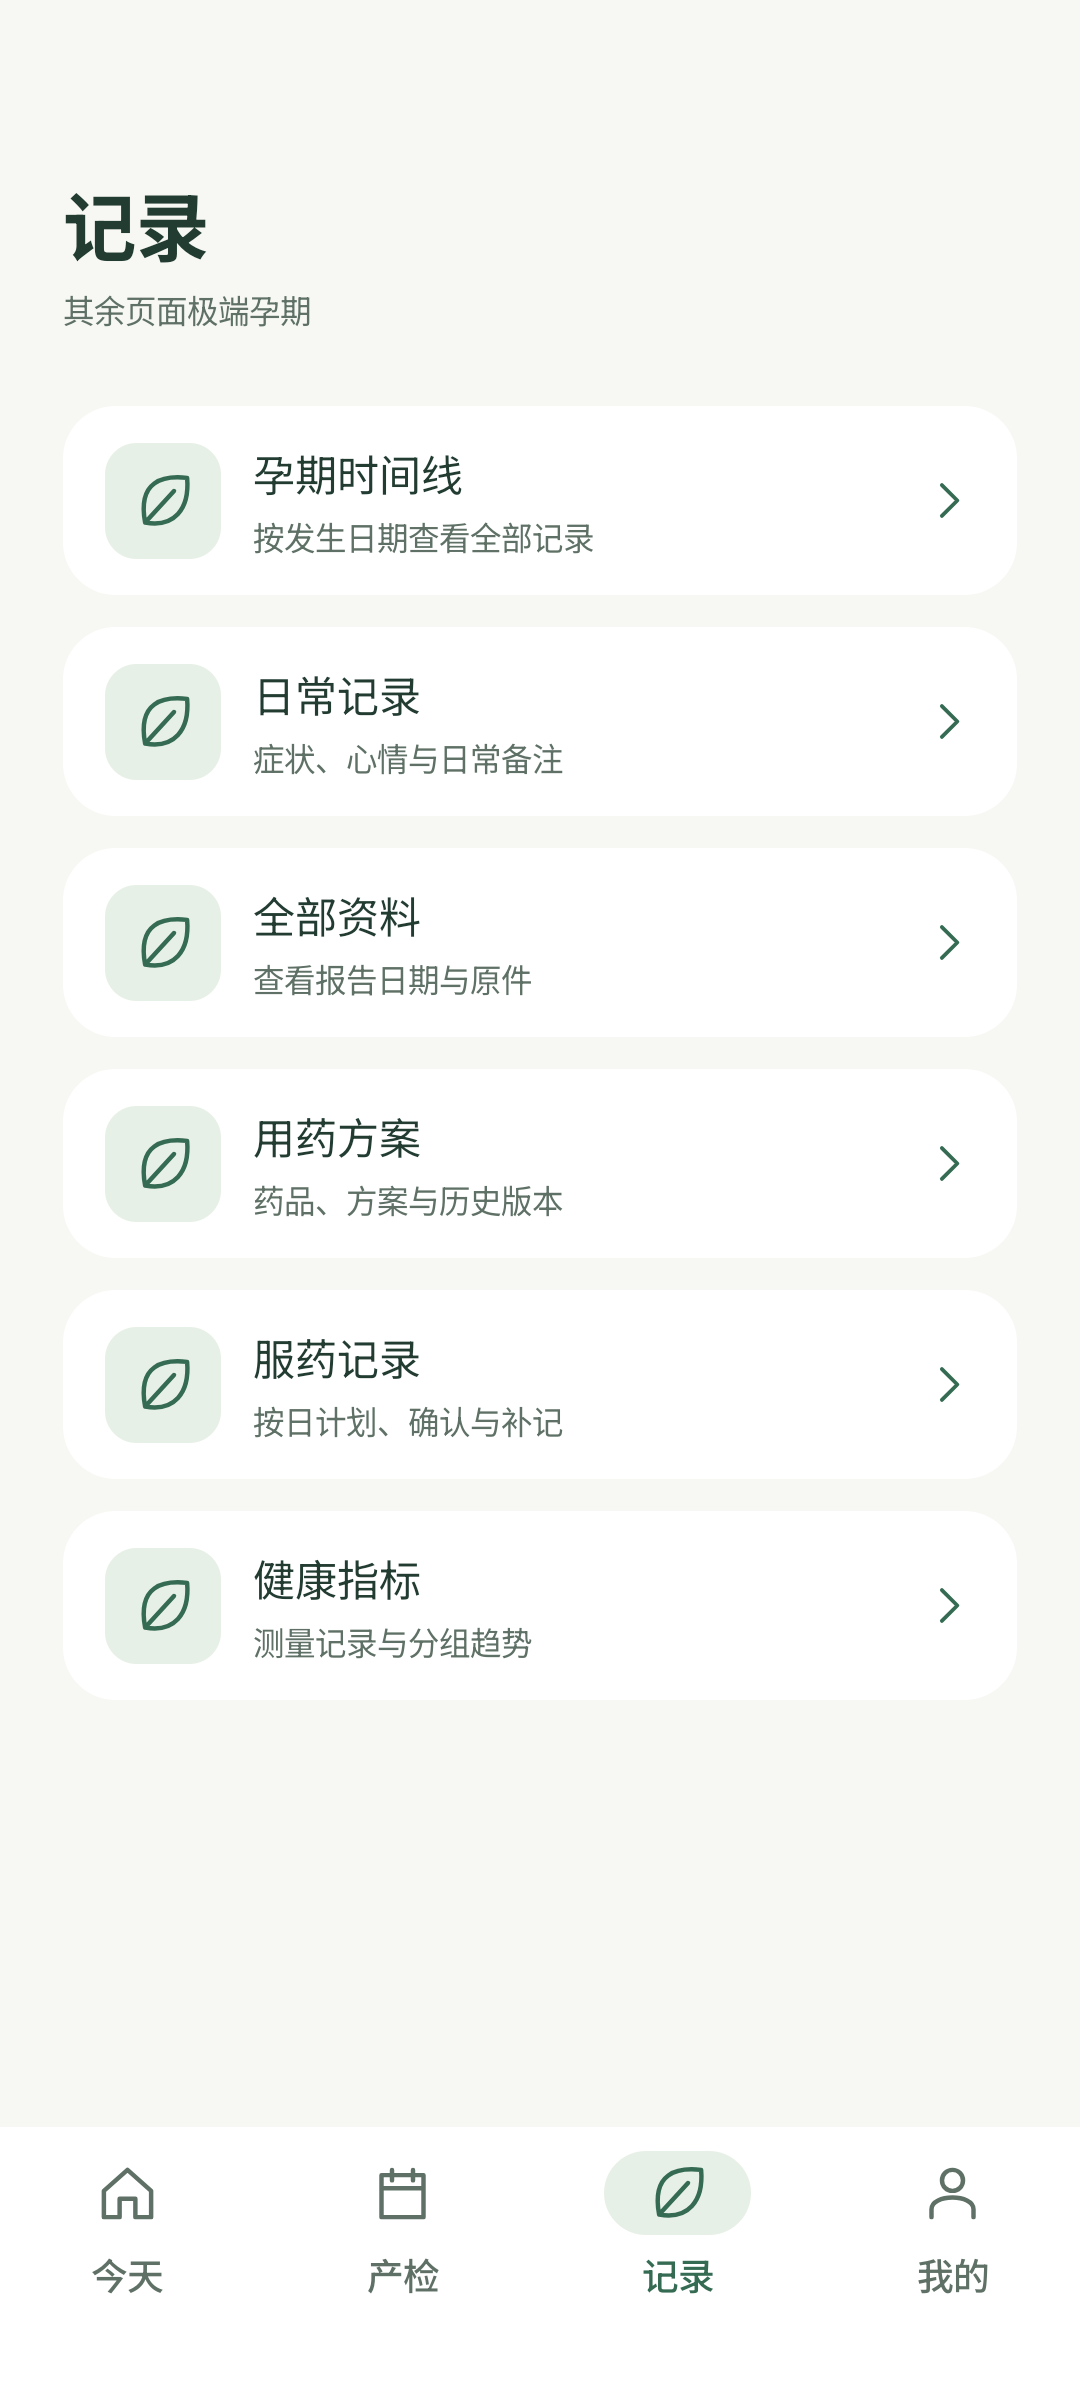 记录
其余页面极端孕期
孕期时间线
按发生日期查看全部记录
日常记录
症状、心情与日常备注
全部资料
查看报告日期与原件
用药方案
药品、方案与历史版本
服药记录
按日计划、确认与补记
健康指标
测量记录与分组趋势
今天
产检
记录
我的